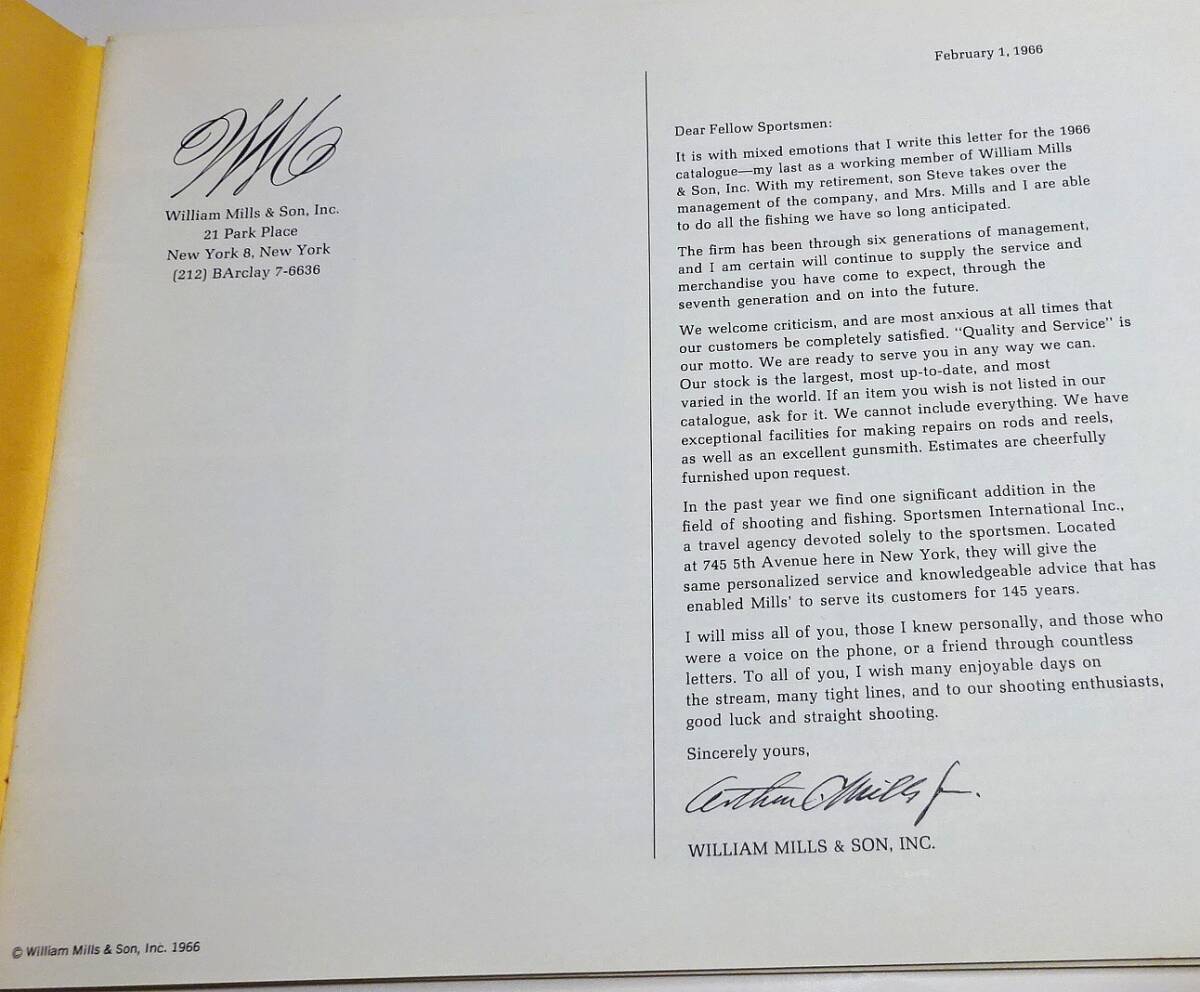 WM
William Mills & Son, Inc.
21 Park Place
New York 8, New York
(212) BArclay 7-6636
© William Mills & Son, Inc. 1966
February 1, 1966
Dear Fellow Sportsmen:
It is with mixed emotions that I write this letter for the 1966
catalogue—my last as a working member of William Mills
& Son, Inc. With my retirement, son Steve takes over the
management of the company, and Mrs. Mills and I are able
to do all the fishing we have so long anticipated.
The firm has been through six generations of management,
and I am certain will continue to supply the service and
merchandise you have come to expect, through the
seventh generation and on into the future.
We welcome criticism, and are most anxious at all times that
our customers be completely satisfied. "Quality and Service" is
our motto. We are ready to serve you in any way we can.
Our stock is the largest, most up-to-date, and most
varied in the world. If an item you wish is not listed in our
catalogue, ask for it. We cannot include everything. We have
exceptional facilities for making repairs on rods and reels,
as well as an excellent gunsmith. Estimates are cheerfully
furnished upon request.
In the past year we find one significant addition in the
field of shooting and fishing. Sportsmen International Inc.,
a travel agency devoted solely to the sportsmen. Located
at 745 5th Avenue here in New York, they will give the
same personalized service and knowledgeable advice that has
enabled Mills' to serve its customers for 145 years.
I will miss all of you, those I knew personally, and those who
were a voice on the phone, or a friend through countless
letters. To all of you, I wish many enjoyable days on
the stream, many tight lines, and to our shooting enthusiasts,
good luck and straight shooting.
Sincerely yours,
Arthur C Mills Jr.
WILLIAM MILLS & SON, INC.